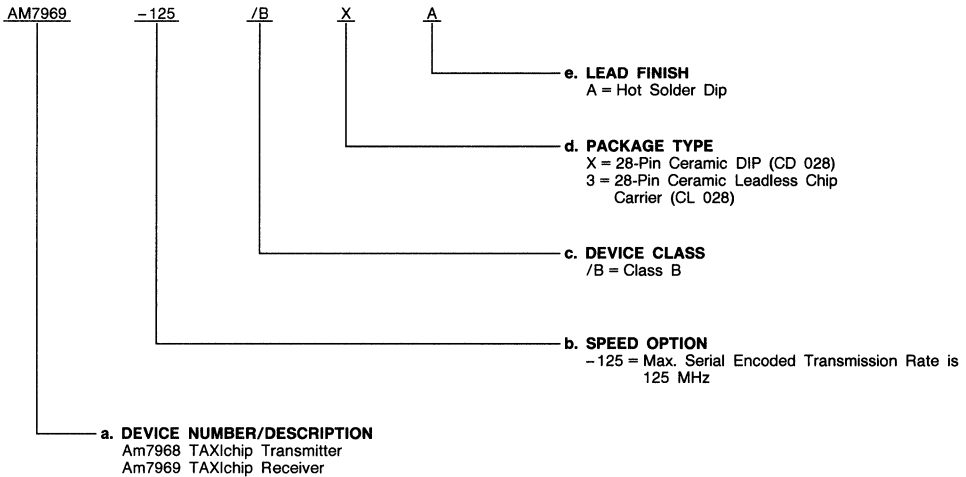 AM7969 -125 /B X A
e. LEAD FINISH
A = Hot Solder Dip
d. PACKAGE TYPE
X = 28-Pin Ceramic DIP (CD 028)
3 = 28-Pin Ceramic Leadless Chip
Carrier (CL 028)
c. DEVICE CLASS
/B = Class B
b. SPEED OPTION
-125 = Max. Serial Encoded Transmission Rate is
125 MHz
a. DEVICE NUMBER/DESCRIPTION
Am7968 TAXIchip Transmitter
Am7969 TAXIchip Receiver